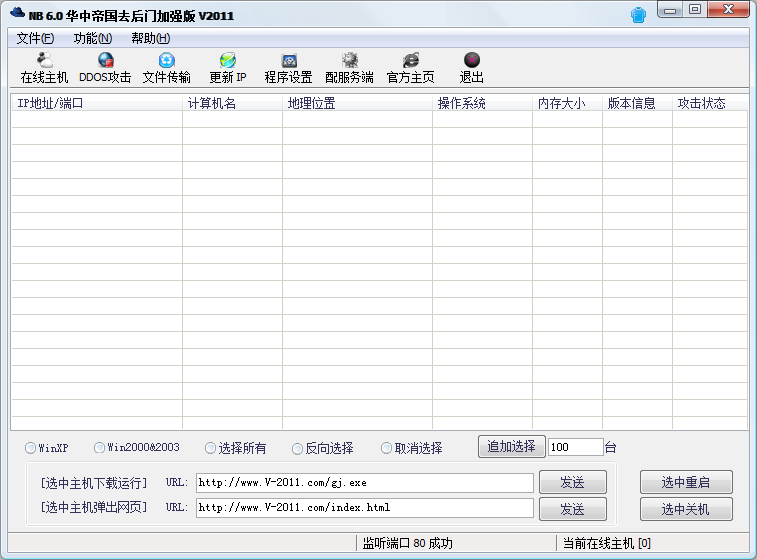 NB 6.0 华中帝国去后门加强版 V2011
文件(F) 功能(N) 帮助(H)
在线主机 DDOS攻击 文件传输 更新 IP 程序设置 配服务端 官方主页 退出
IP地址/端口 计算机名 地理位置 操作系统 内存大小 版本信息 攻击状态
WinXP Win2000&2003 选择所有 反向选择 取消选择 追加选择 100 台
[选中主机下载运行] URL: http://www.V-2011.com/gj.exe 发送 选中重启
[选中主机弹出网页] URL: http://www.V-2011.com/index.html 发送 选中关机
监听端口 80 成功 当前在线主机 [0]